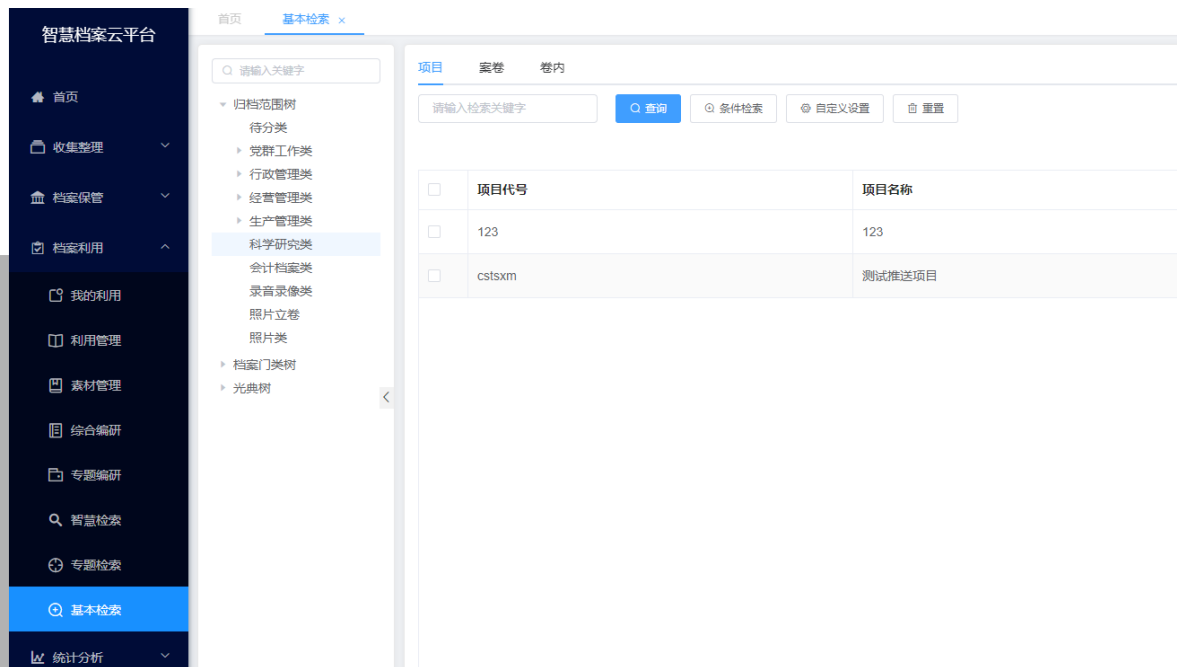 智慧档案云平台
首页
收集整理
档案保管
档案利用
我的利用
利用管理
素材管理
综合编研
专题编研
智慧检索
专题检索
基本检索
统计分析
首页 基本检索 ×
请输入关键字
归档范围树
待分类
党群工作类
行政管理类
经营管理类
生产管理类
科学研究类
会计档案类
录音录像类
照片立卷
照片类
档案门类树
光典树
项目 案卷 卷内
请输入检索关键字 查询 条件检索 自定义设置 重置
项目代号 项目名称
123 123
cstsxm 测试推送项目